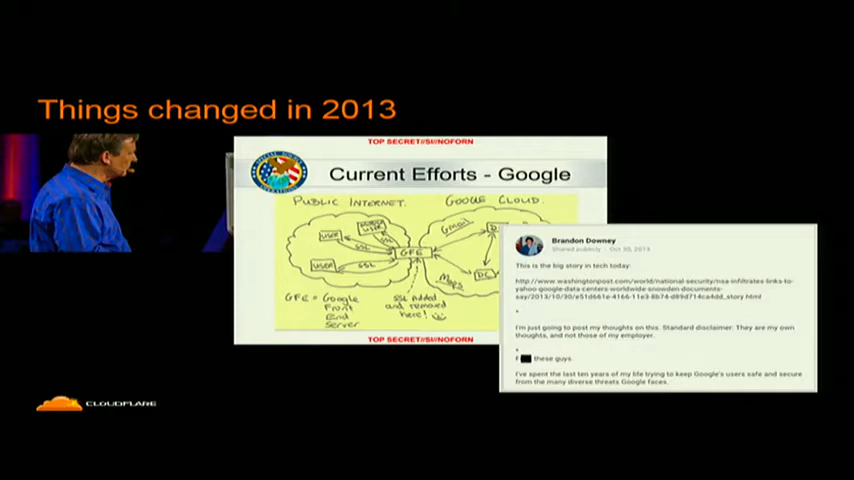 Things changed in 2013
TOP SECRET//SI//NOFORN
Current Efforts - Google
PUBLIC INTERNET.
GOOGLE CLOUD.
USER
USER
SSL
SSL
GFE
Gmail
USER
SSL
DC
Maps
GFE = Google
Front
End
Server
SSL Added
and removed
here!
TOP SECRET//SI//NOFORN
Brandon Downey
Shared publicly - Oct 30, 2013
This is the big story in tech today:
http://www.washingtonpost.com/world/national-security/nsa-infiltrates-links-to-
yahoo-google-data-centers-worldwide-snowden-documents-
say/2013/10/30/e51d661e-4166-11e3-8b74-d89d714ca4dd_story.html
*
I'm just going to post my thoughts on this. Standard disclaimer: They are my own
thoughts, and not those of my employer.
*
F these guys.
I've spent the last ten years of my life trying to keep Google's users safe and secure
from the many diverse threats Google faces.
CLOUDFLARE